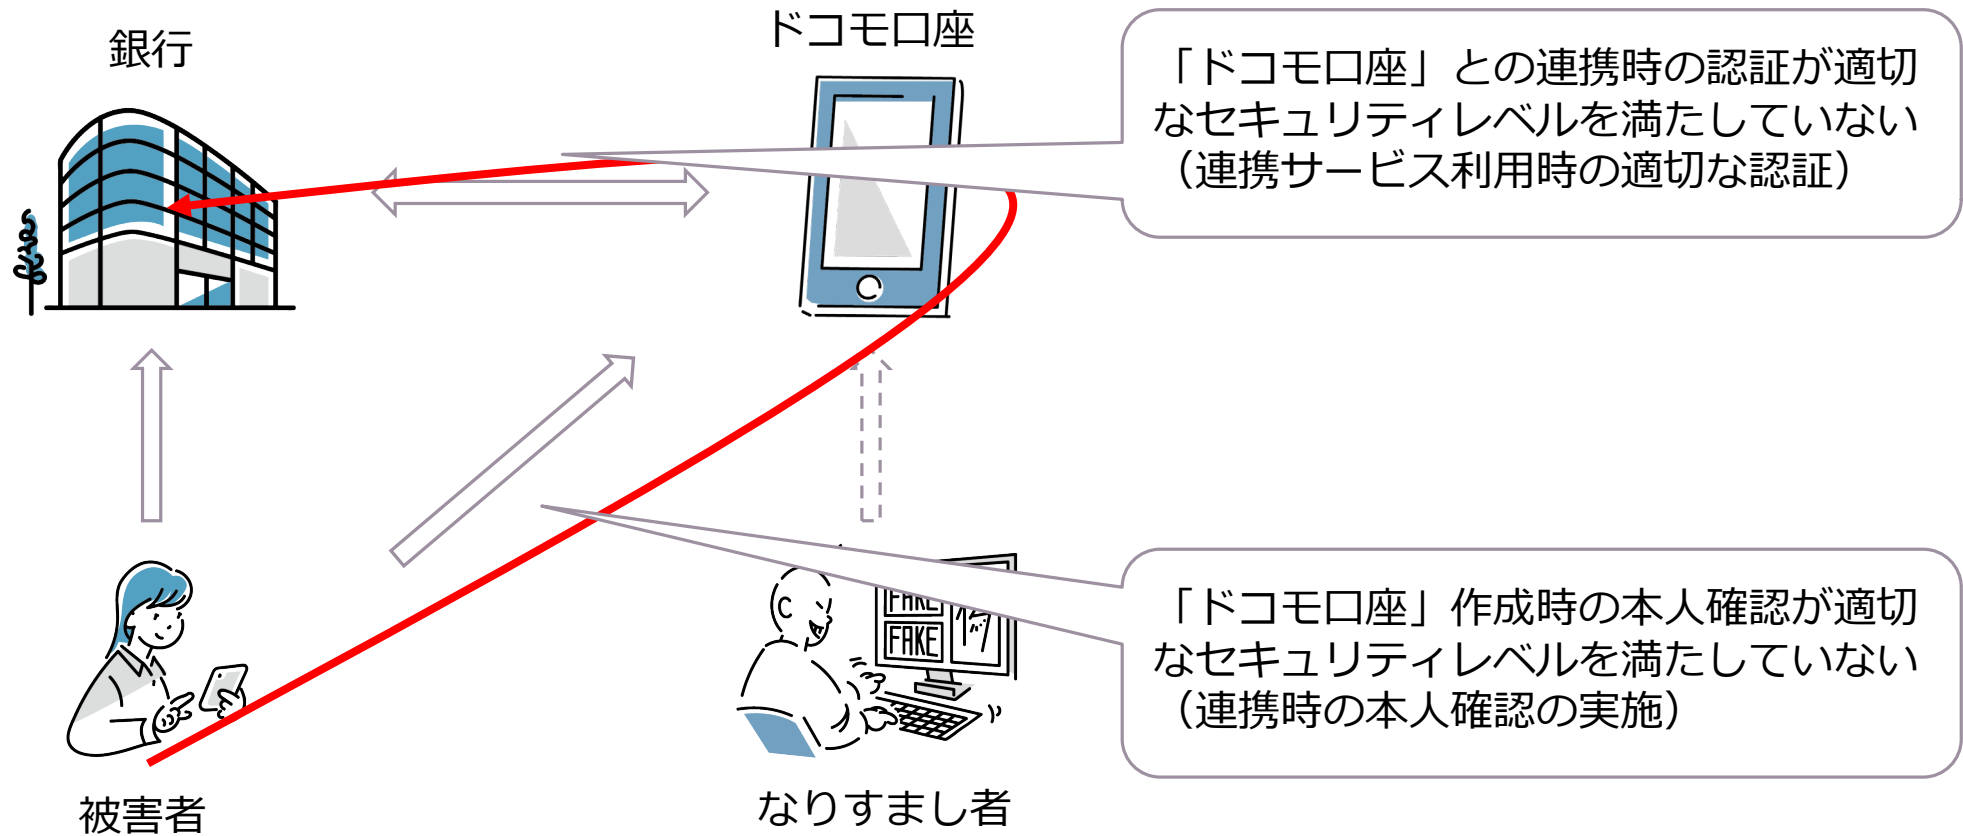 銀行
ドコモ口座
「ドコモ口座」との連携時の認証が適切
なセキュリティレベルを満たしていない
（連携サービス利用時の適切な認証）
FAKE
FAKE
「ドコモ口座」作成時の本人確認が適切
なセキュリティレベルを満たしていない
（連携時の本人確認の実施）
被害者
なりすまし者